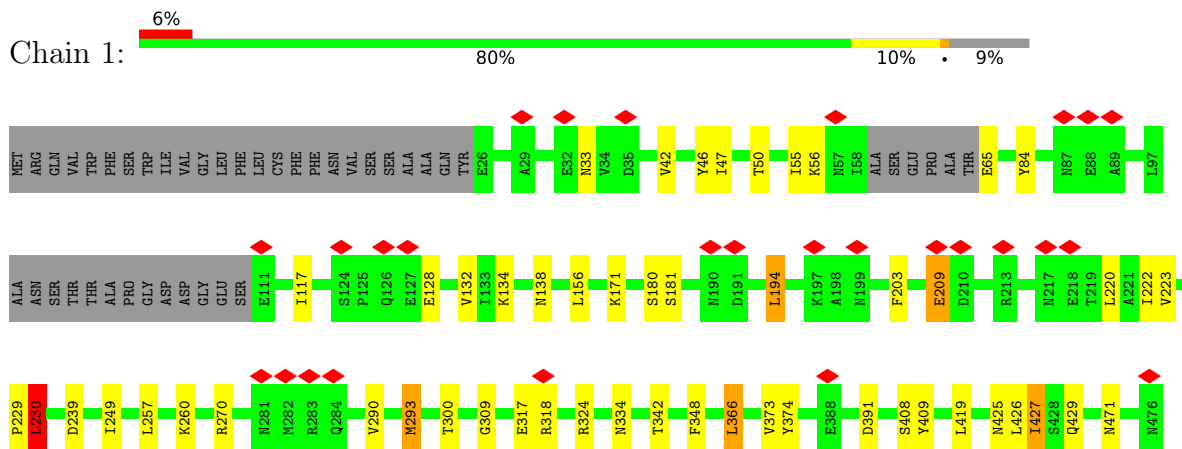 6%
Chain 1:
80% 10% • 9%
MET ARG GLN VAL TRP PHE SER TRP ILE VAL GLY LEU PHE LEU CYS PHE PHE ASN VAL SER SER ALA ALA GLN TYR E26 A29 E32 N33 V34 D35 V42 Y46 I47 T50 I55 K56 N57 I58 ALA SER GLU PRO ALA THR E65 Y84 N87 E88 A89 L97
ALA ASN SER THR THR ALA PRO GLY ASP ASP GLY GLU SER E111 I117 S124 P125 Q126 E127 E128 V132 I133 K134 N138 L156 K171 S180 S181 N190 D191 L194 K197 A198 N199 F203 E209 D210 R213 N217 E218 T219 L220 A221 I222 V223
P229 L230 D239 I249 L257 K260 R270 N281 M282 R283 Q284 V290 M293 T300 G309 E317 R318 R324 N334 T342 F348 L366 V373 Y374 E388 D391 S408 Y409 L419 N425 L426 I427 S428 Q429 N471 N476